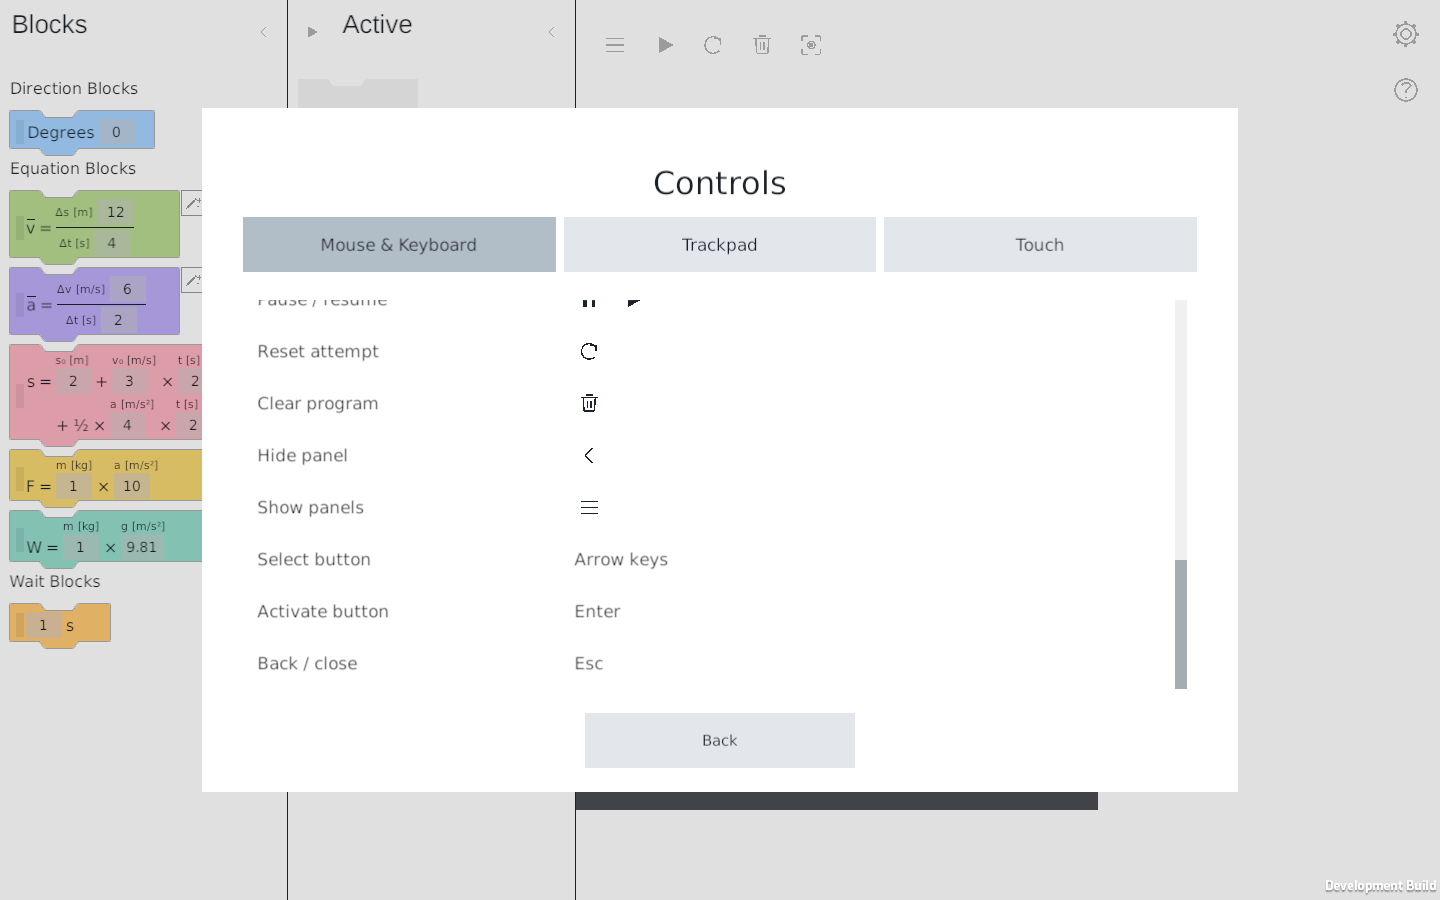 Blocks
Active
Direction Blocks
Degrees 0
Equation Blocks
Δs [m] 12
v =
Δt [s] 4
Δv [m/s] 6
a =
Δt [s] 2
s₀ [m] v₀ [m/s] t [s]
s = 2 + 3 × 2
a [m/s²] t [s]
+ ½ × 4 × 2
m [kg] a [m/s²]
F = 1 × 10
m [kg] g [m/s²]
W = 1 × 9.81
Wait Blocks
1 s
Controls
Mouse & Keyboard Trackpad Touch
Pause / resume
Reset attempt
Clear program
Hide panel
Show panels
Select button Arrow keys
Activate button Enter
Back / close Esc
Back
Development Build